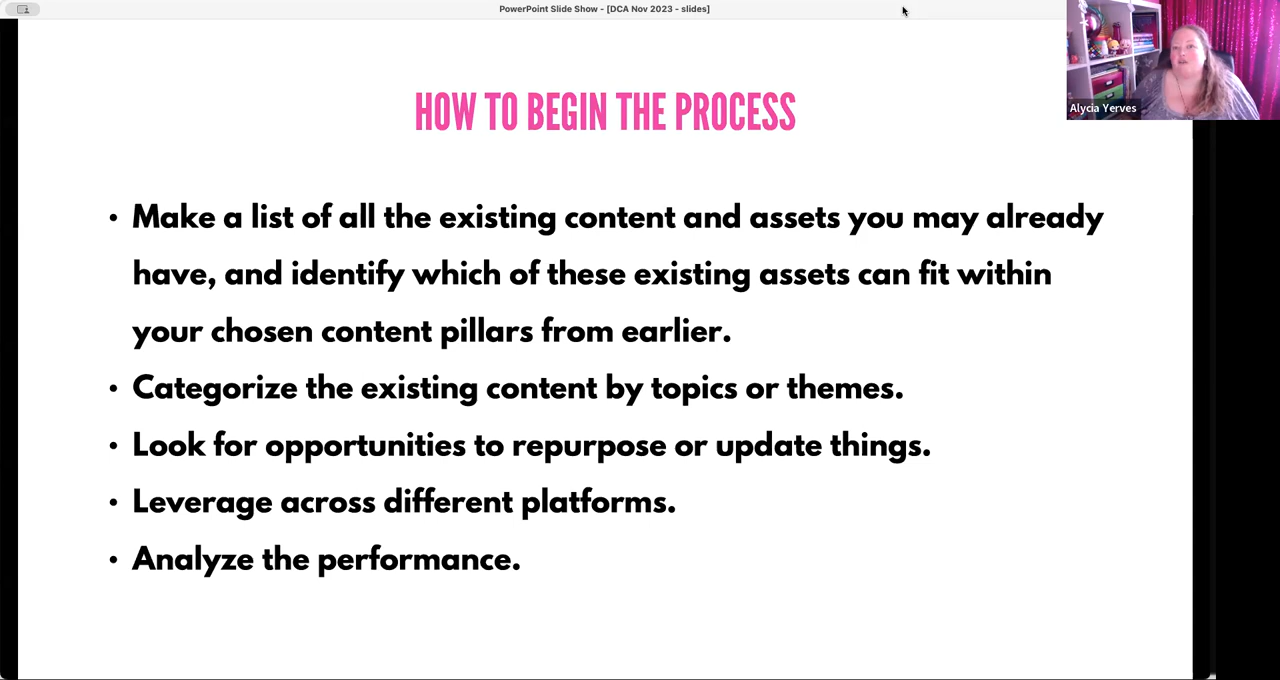 PowerPoint Slide Show - [DCA Nov 2023 - slides]
Alycia Yerves
HOW TO BEGIN THE PROCESS
• Make a list of all the existing content and assets you may already
have, and identify which of these existing assets can fit within
your chosen content pillars from earlier.
• Categorize the existing content by topics or themes.
• Look for opportunities to repurpose or update things.
• Leverage across different platforms.
• Analyze the performance.